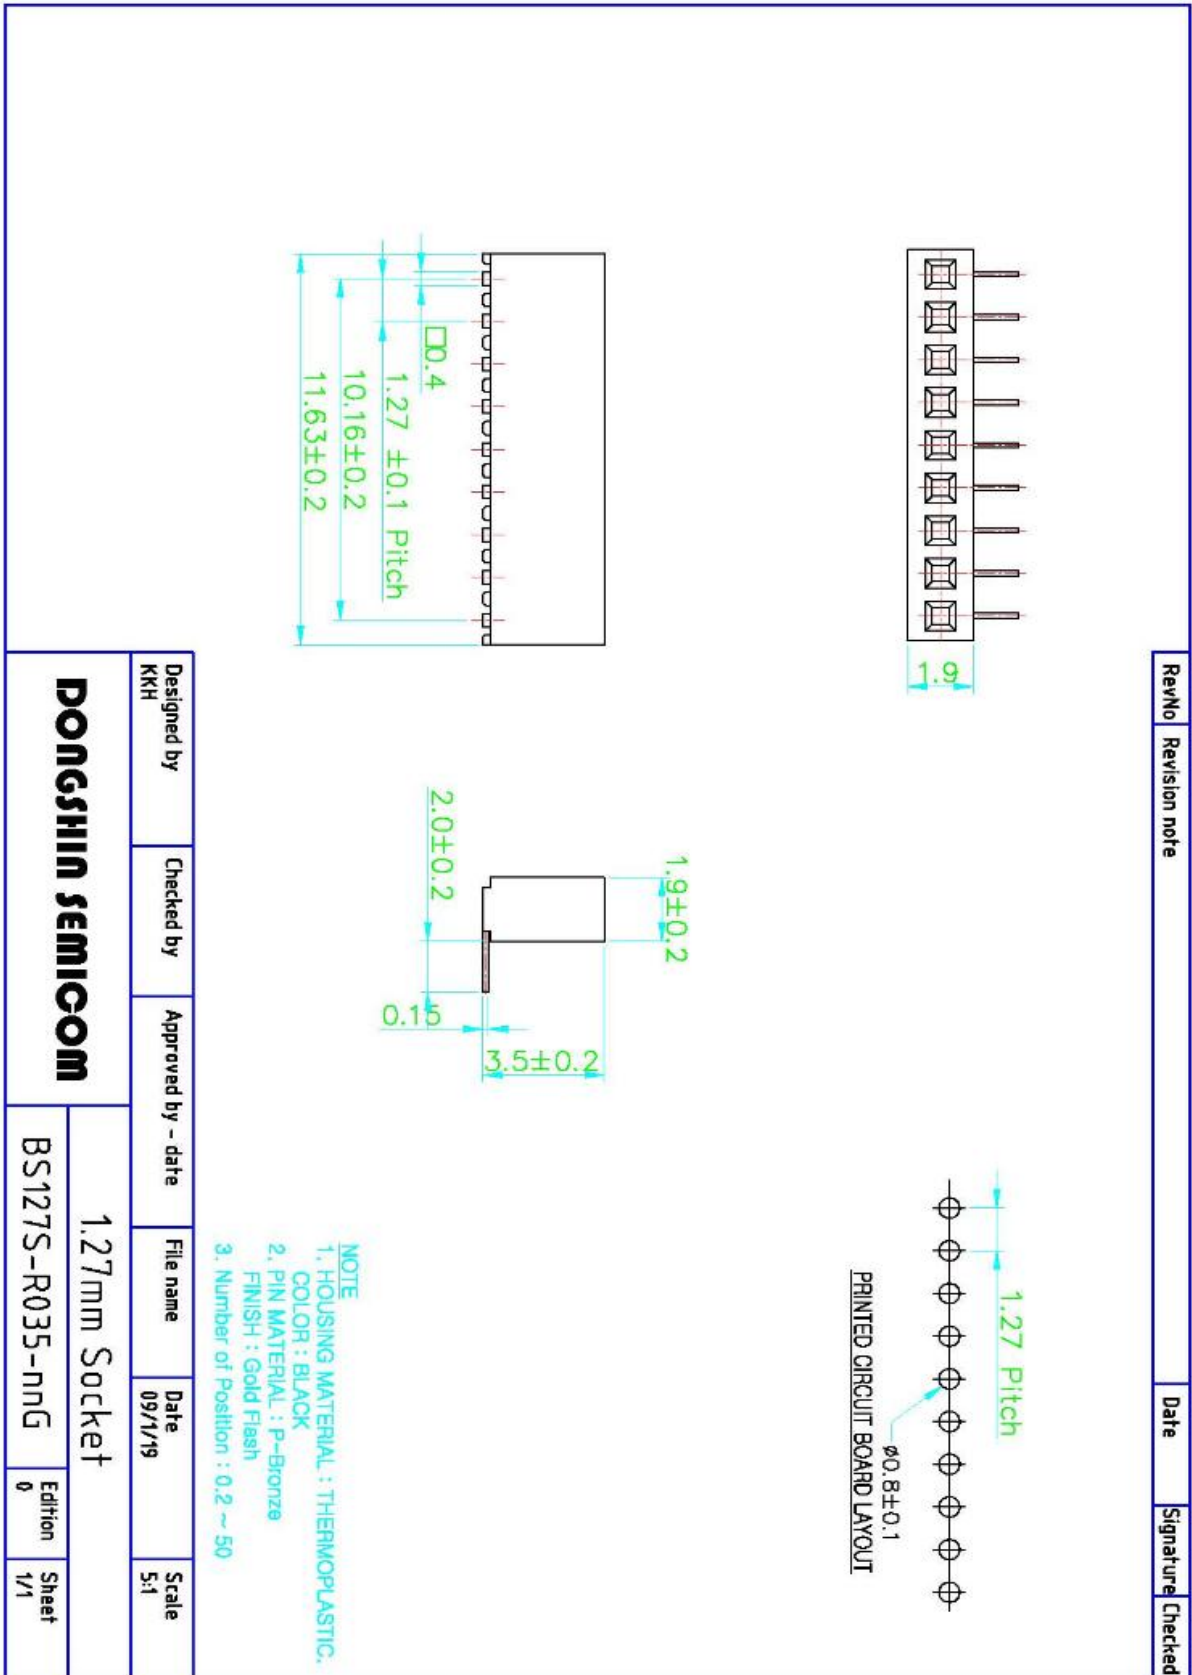 RevNo
Revision note
Date
Signature
Checked
1.9
1.27 Pitch
Ø0.8±0.1
PRINTED CIRCUIT BOARD LAYOUT
1.9±0.2
2.0±0.2
0.15
3.5±0.2
□0.4
1.27 ±0.1 Pitch
10.16±0.2
11.63±0.2
NOTE
1. HOUSING MATERIAL : THERMOPLASTIC.
COLOR : BLACK
2. PIN MATERIAL : P-Bronze
FINISH : Gold Flash
3. Number of Position : 0.2 ~ 50
Designed by
KKH
Checked by
Approved by - date
File name
Date
09/1/19
Scale
5:1
DONGSHIN SEMICOM
1.27mm Socket
BS127S-R035-nnG
Edition
0
Sheet
1/1